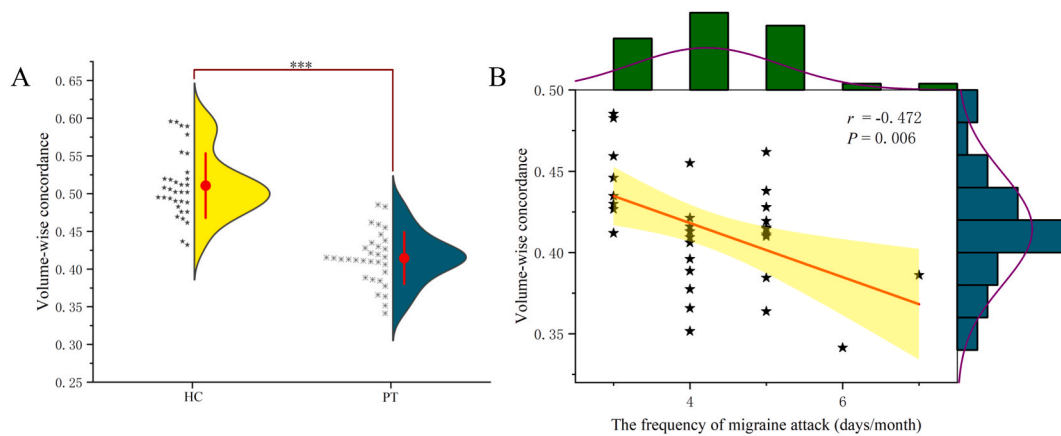 A
Volume-wise concordance
0.65
0.60
0.55
0.50
0.45
0.40
0.35
0.30
0.25
***
HC
PT
B
Volume-wise concordance
0.50
0.45
0.40
0.35
r = -0.472
P = 0.006
4
6
The frequency of migraine attack (days/month)